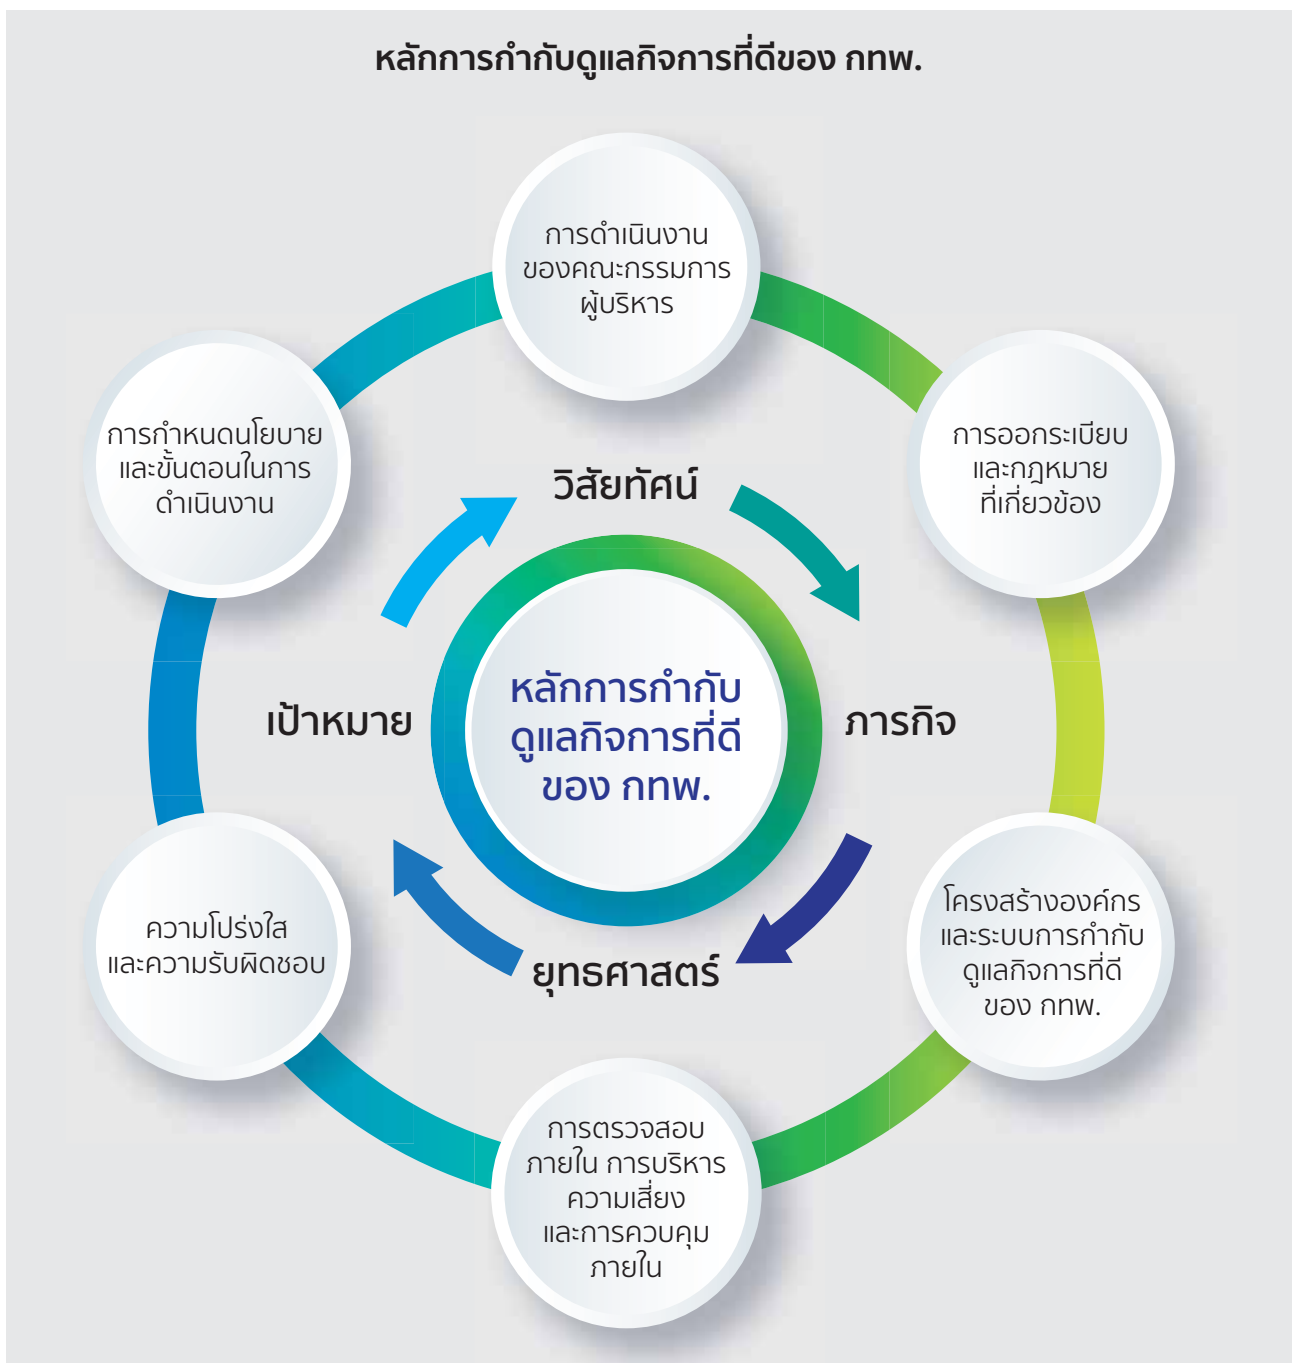 หลักการกำกับดูแลกิจการที่ดีของ กทพ.
การดำเนินงาน
ของคณะกรรมการ
ผู้บริหาร
การกำหนดนโยบาย
และขั้นตอนในการ
ดำเนินงาน
การออกระเบียบ
และกฎหมาย
ที่เกี่ยวข้อง
วิสัยทัศน์
เป้าหมาย
หลักการกำกับ
ดูแลกิจการที่ดี
ของ กทพ.
ภารกิจ
ยุทธศาสตร์
ความโปร่งใส
และความรับผิดชอบ
โครงสร้างองค์กร
และระบบการกำกับ
ดูแลกิจการที่ดี
ของ กทพ.
การตรวจสอบ
ภายใน การบริหาร
ความเสี่ยง
และการควบคุม
ภายใน